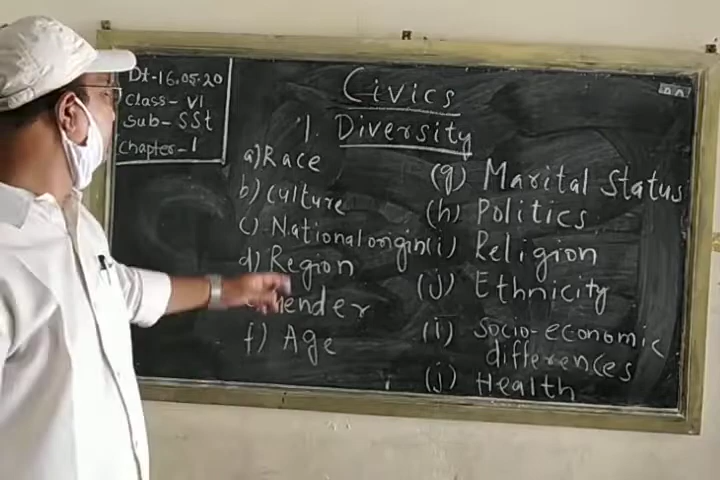 Dt-16.05.20
Class- VI
Sub- SSt
Chapter-1
Civics
1. Diversity
a) Race
b) culture
c) National origin
d) Region
ender
f) Age
(g) Marital Status
(h) Politics
(i) Religion
(j) Ethnicity
(i) Socio-economic
differences
(j) Health